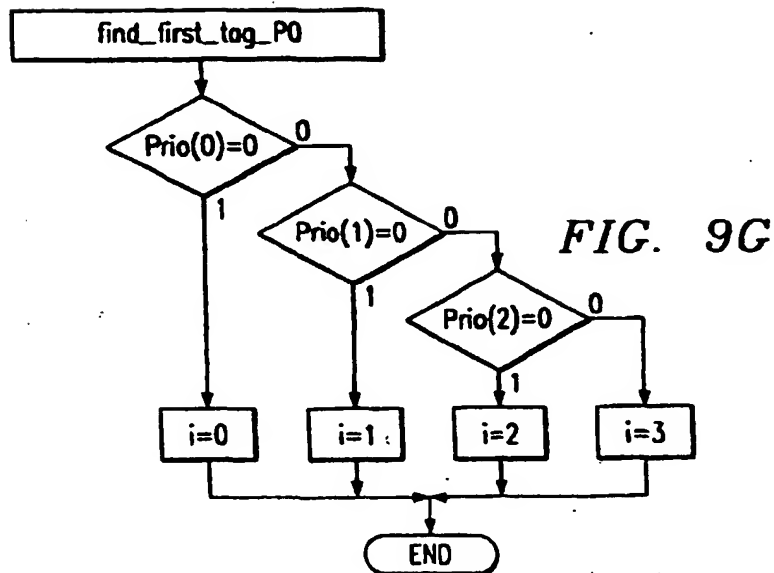 find_first_tag_P0
Prio(0)=0
0
1
Prio(1)=0
0
1
FIG. 9G
Prio(2)=0
0
1
i=0
i=1
i=2
i=3
END